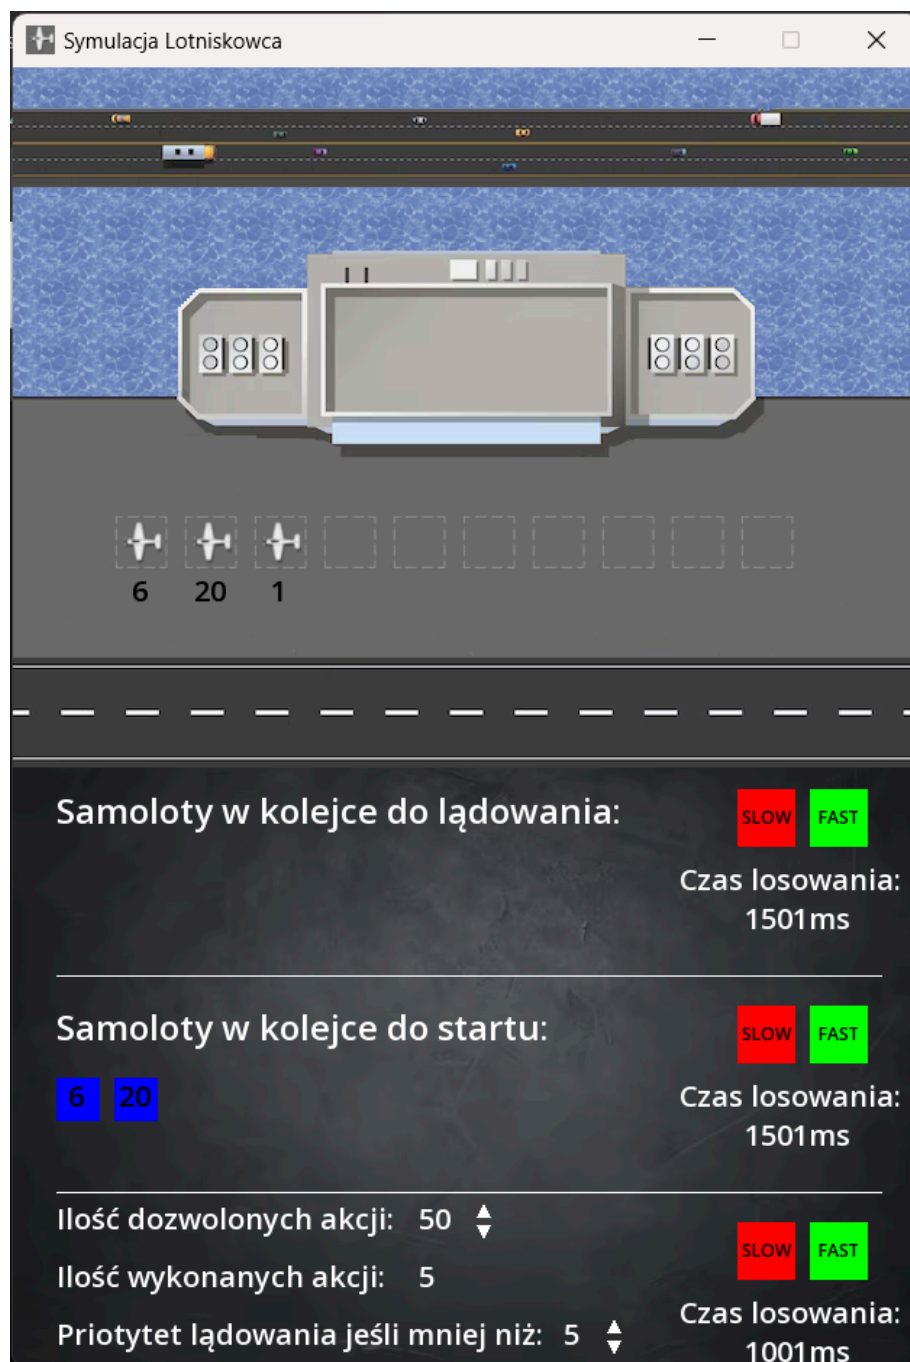 Symulacja Lotniskowca
6 20 1
Samoloty w kolejce do lądowania:
SLOW FAST
Czas losowania:
1501ms
Samoloty w kolejce do startu:
SLOW FAST
6 20
Czas losowania:
1501ms
Ilość dozwolonych akcji: 50
SLOW FAST
Ilość wykonanych akcji: 5
Czas losowania:
Priotytet lądowania jeśli mniej niż: 5
1001ms